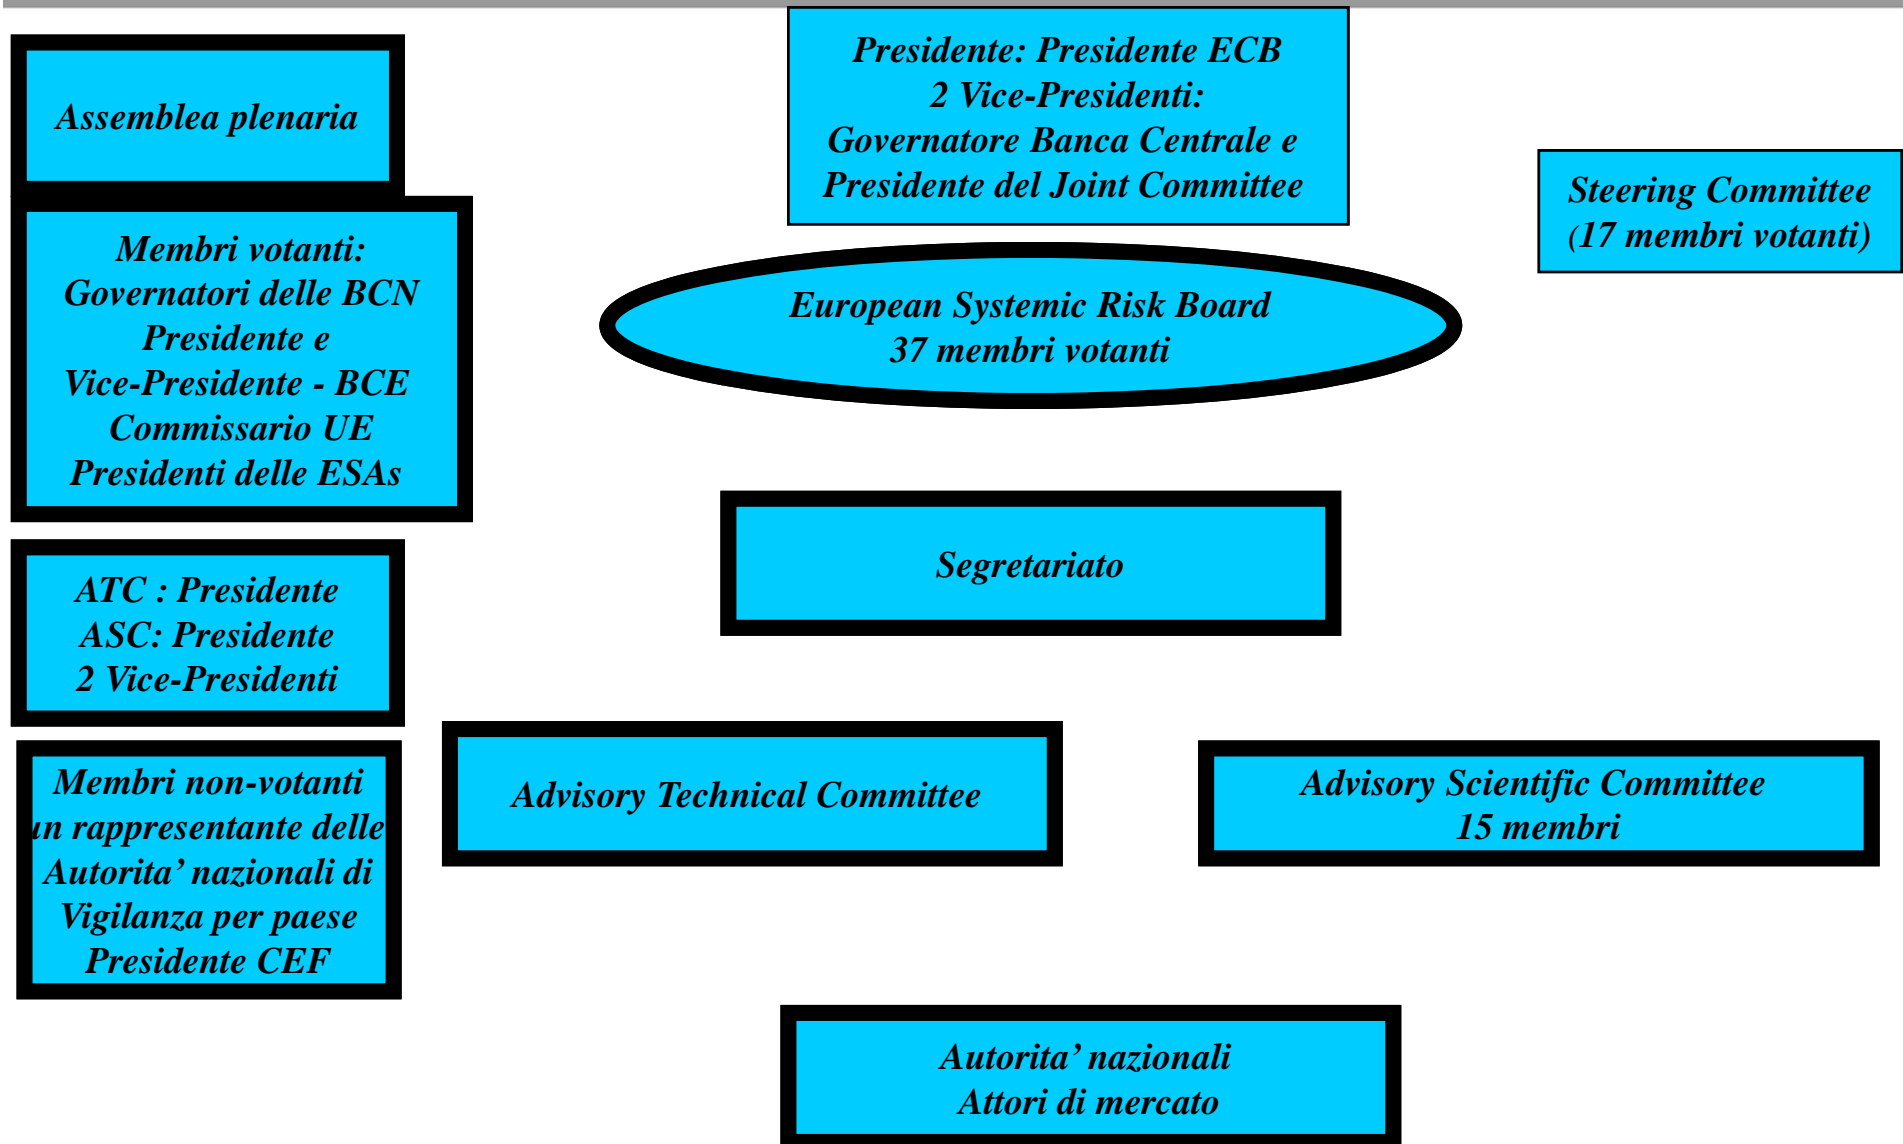 Assemblea plenaria
Membri votanti:
Governatori delle BCN
Presidente e
Vice-Presidente - BCE
Commissario UE
Presidenti delle ESAs
ATC : Presidente
ASC: Presidente
2 Vice-Presidenti
Membri non-votanti
un rappresentante delle
Autorita’ nazionali di
Vigilanza per paese
Presidente CEF
Presidente: Presidente ECB
2 Vice-Presidenti:
Governatore Banca Centrale e
Presidente del Joint Committee
European Systemic Risk Board
37 membri votanti
Steering Committee
(17 membri votanti)
Segretariato
Advisory Technical Committee
Advisory Scientific Committee
15 membri
Autorita’ nazionali
Attori di mercato